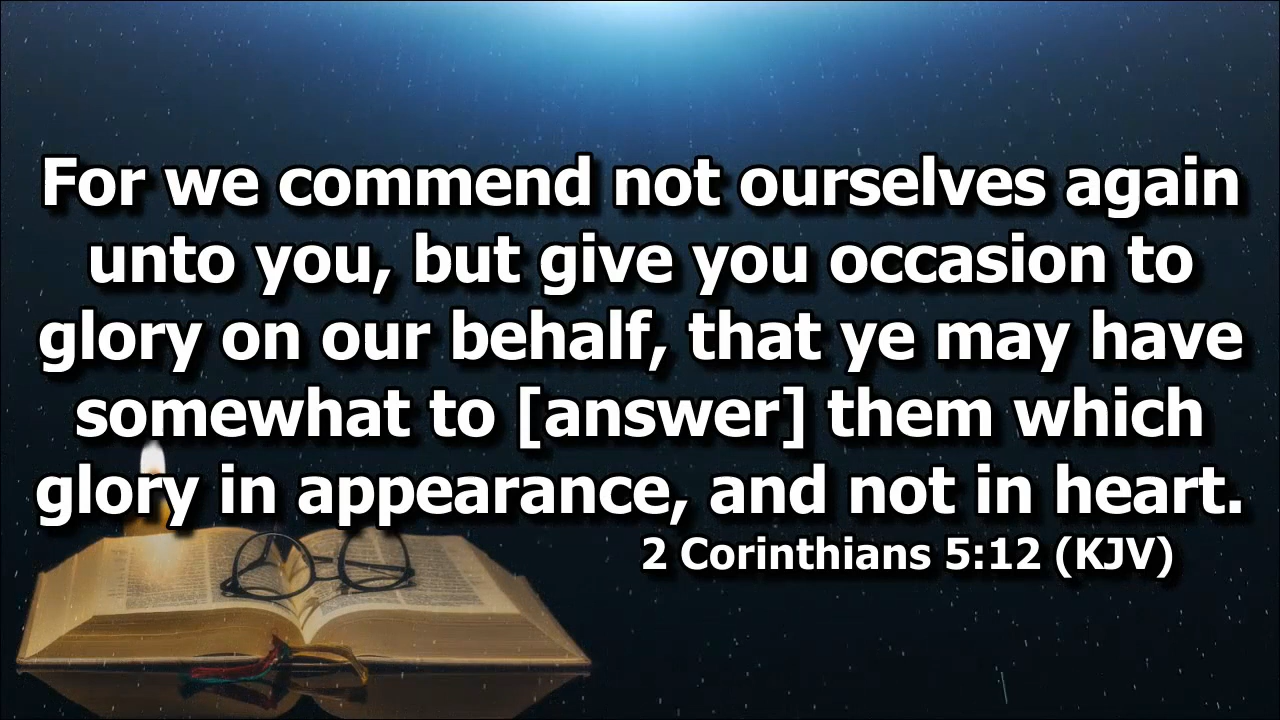 For we commend not ourselves again
unto you, but give you occasion to
glory on our behalf, that ye may have
somewhat to [answer] them which
glory in appearance, and not in heart.
2 Corinthians 5:12 (KJV)